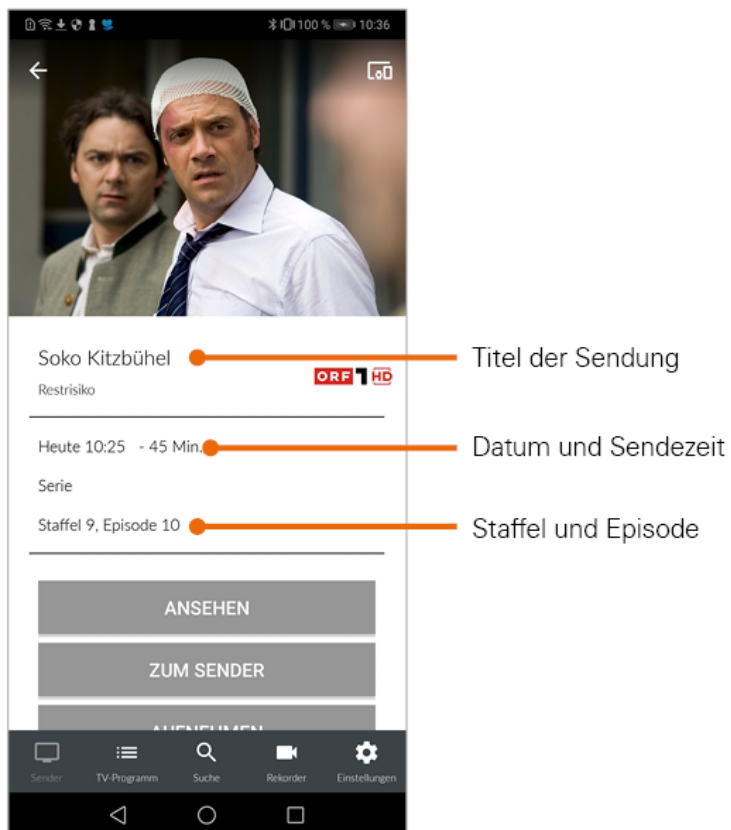 100 % 10:36
Soko Kitzbühel
Titel der Sendung
Restrisiko
ORF 1 HD
Heute 10:25 - 45 Min.
Datum und Sendezeit
Serie
Staffel 9, Episode 10
Staffel und Episode
ANSEHEN
ZUM SENDER
AUFNEHMEN
Sender TV-Programm Suche Rekorder Einstellungen